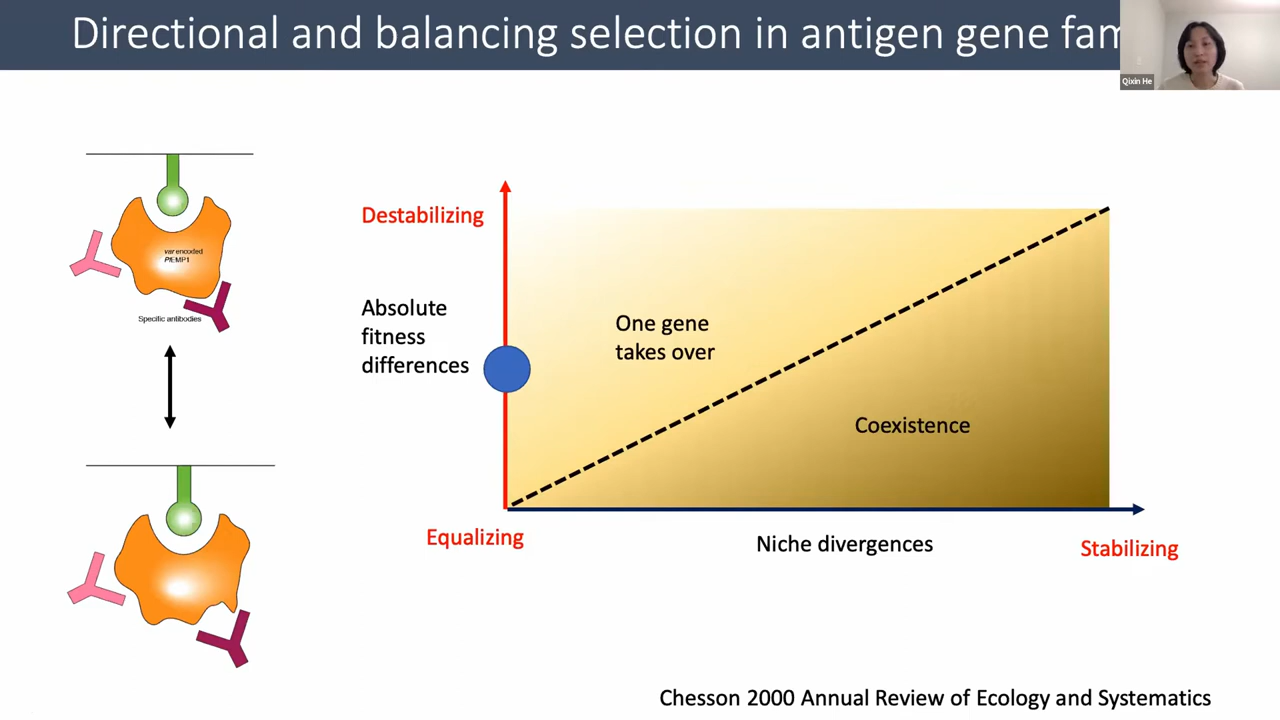 Directional and balancing selection in antigen gene fam
Qixin He
var encoded
PfEMP1
Specific antibodies
Destabilizing
Absolute
fitness
differences
One gene
takes over
Coexistence
Equalizing
Niche divergences
Stabilizing
Chesson 2000 Annual Review of Ecology and Systematics